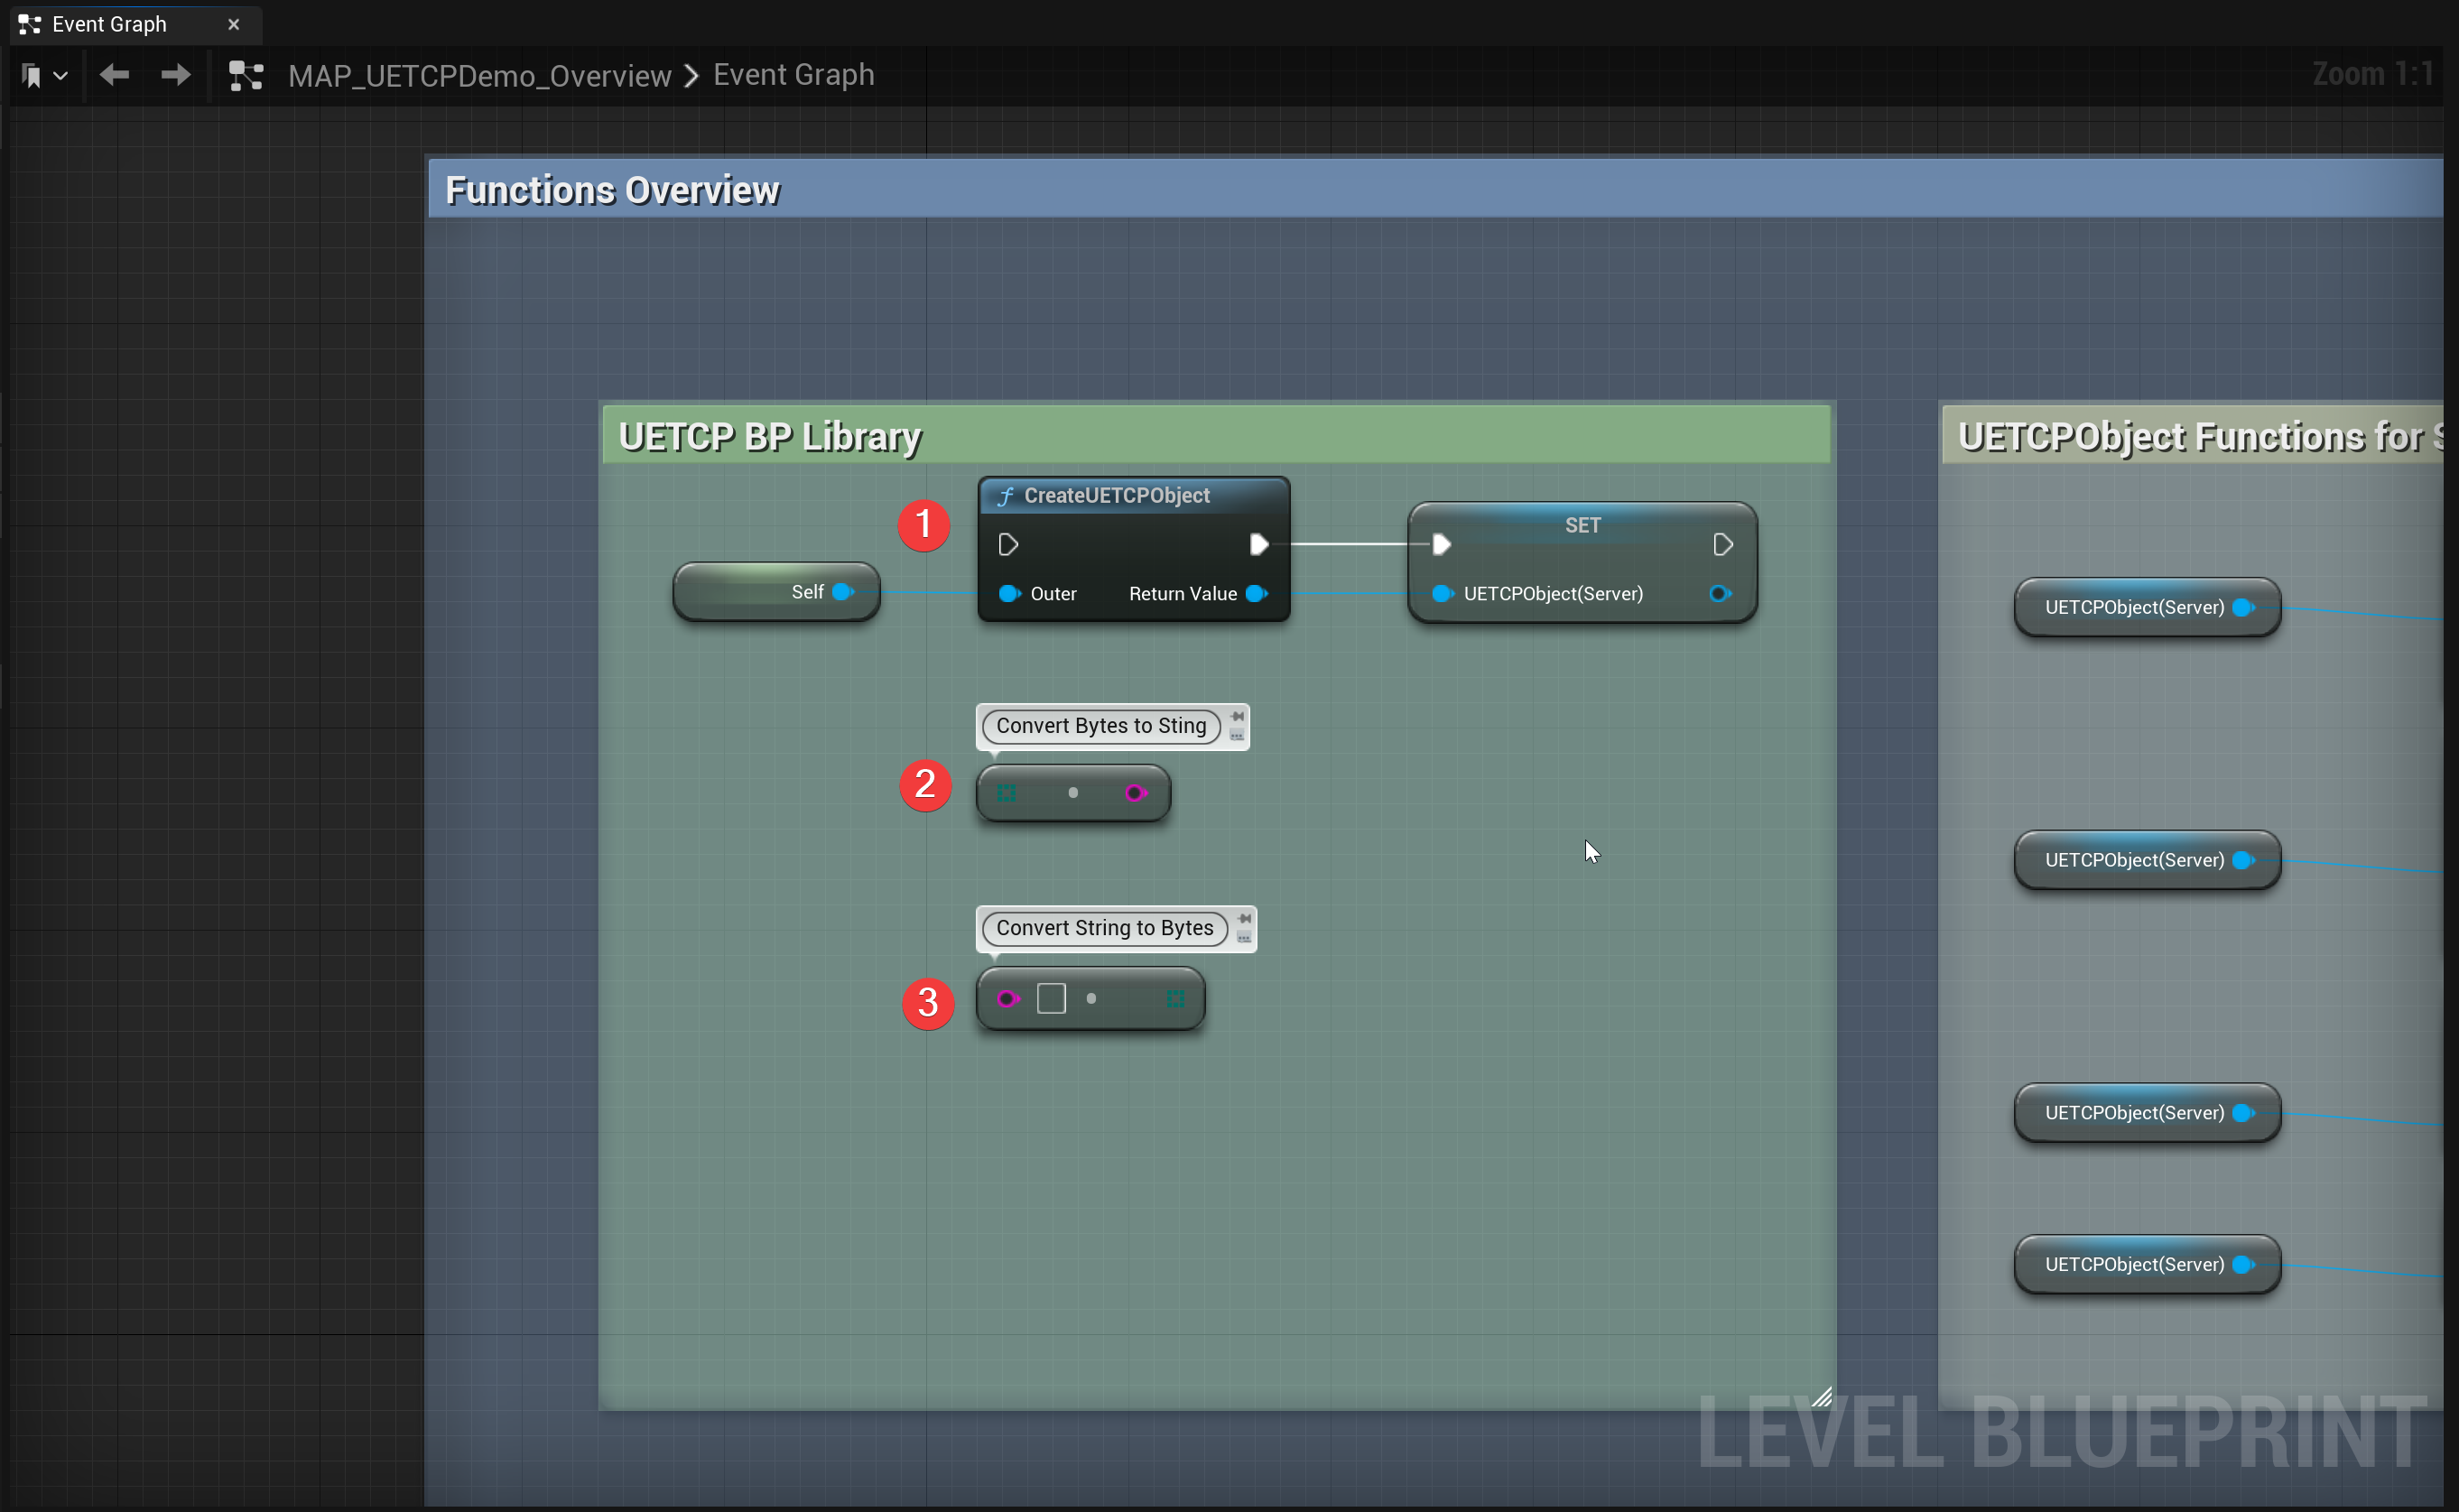 Event Graph
MAP_UETCPDemo_Overview > Event Graph
Zoom 1:1
Functions Overview
UETCP BP Library
UETCPObject Functions for S
1
CreateUETCPObject
SET
Self
Outer
Return Value
UETCPObject(Server)
UETCPObject(Server)
Convert Bytes to Sting
2
UETCPObject(Server)
Convert String to Bytes
3
UETCPObject(Server)
UETCPObject(Server)
LEVEL BLUEPRINT